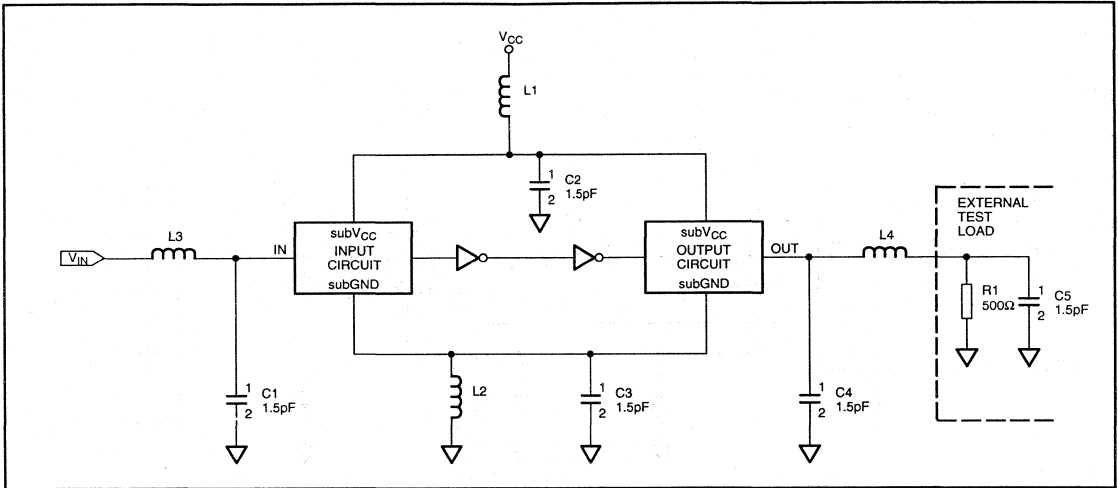 VCC
L1
1
2
C2
1.5pF
EXTERNAL
TEST
LOAD
VIN
L3
IN
subVCC
INPUT
CIRCUIT
subGND
subVCC
OUTPUT
CIRCUIT
subGND
OUT
L4
R1
500Ω
1
2
C5
1.5pF
1
2
C1
1.5pF
L2
1
2
C3
1.5pF
1
2
C4
1.5pF